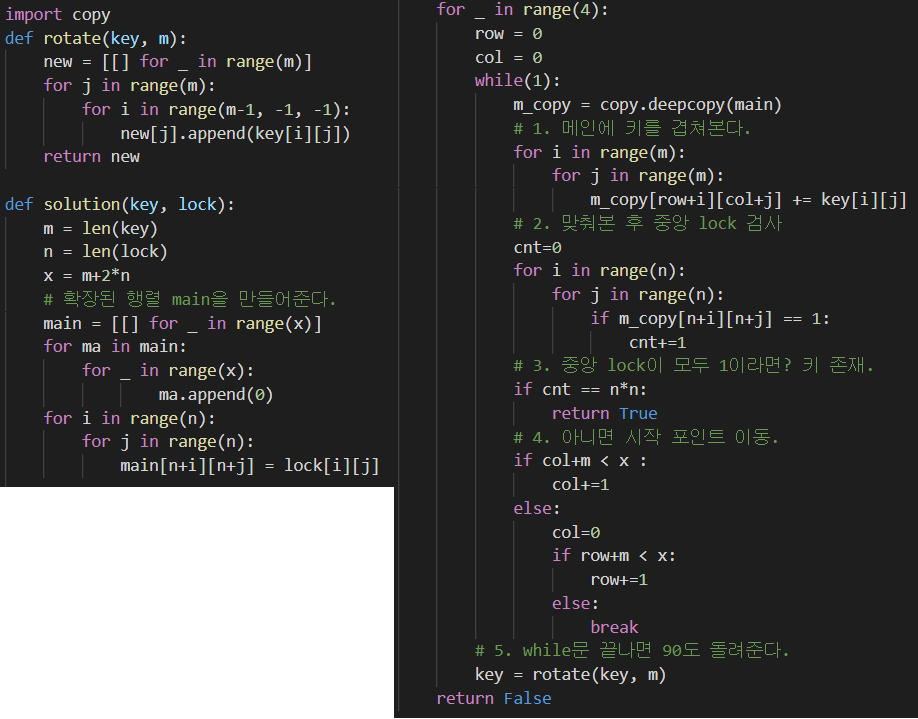 import copy
def rotate(key, m):
    new = [[] for _ in range(m)]
    for j in range(m):
        for i in range(m-1, -1, -1):
            new[j].append(key[i][j])
    return new

def solution(key, lock):
    m = len(key)
    n = len(lock)
    x = m+2*n
    # 확장된 행렬 main을 만들어준다.
    main = [[] for _ in range(x)]
    for ma in main:
        for _ in range(x):
                ma.append(0)
    for i in range(n):
        for j in range(n):
            main[n+i][n+j] = lock[i][j]
    for _ in range(4):
        row = 0
        col = 0
        while(1):
            m_copy = copy.deepcopy(main)
            # 1. 메인에 키를 겹쳐본다.
            for i in range(m):
                for j in range(m):
                    m_copy[row+i][col+j] += key[i][j]
            # 2. 맞춰본 후 중앙 lock 검사
            cnt=0
            for i in range(n):
                for j in range(n):
                    if m_copy[n+i][n+j] == 1:
                        cnt+=1
            # 3. 중앙 lock이 모두 1이라면? 키 존재.
            if cnt == n*n:
                return True
            # 4. 아니면 시작 포인트 이동.
            if col+m < x :
                col+=1
            else:
                col=0
                if row+m < x:
                    row+=1
                else:
                    break
        # 5. while문 끝나면 90도 돌려준다.
        key = rotate(key, m)
    return False